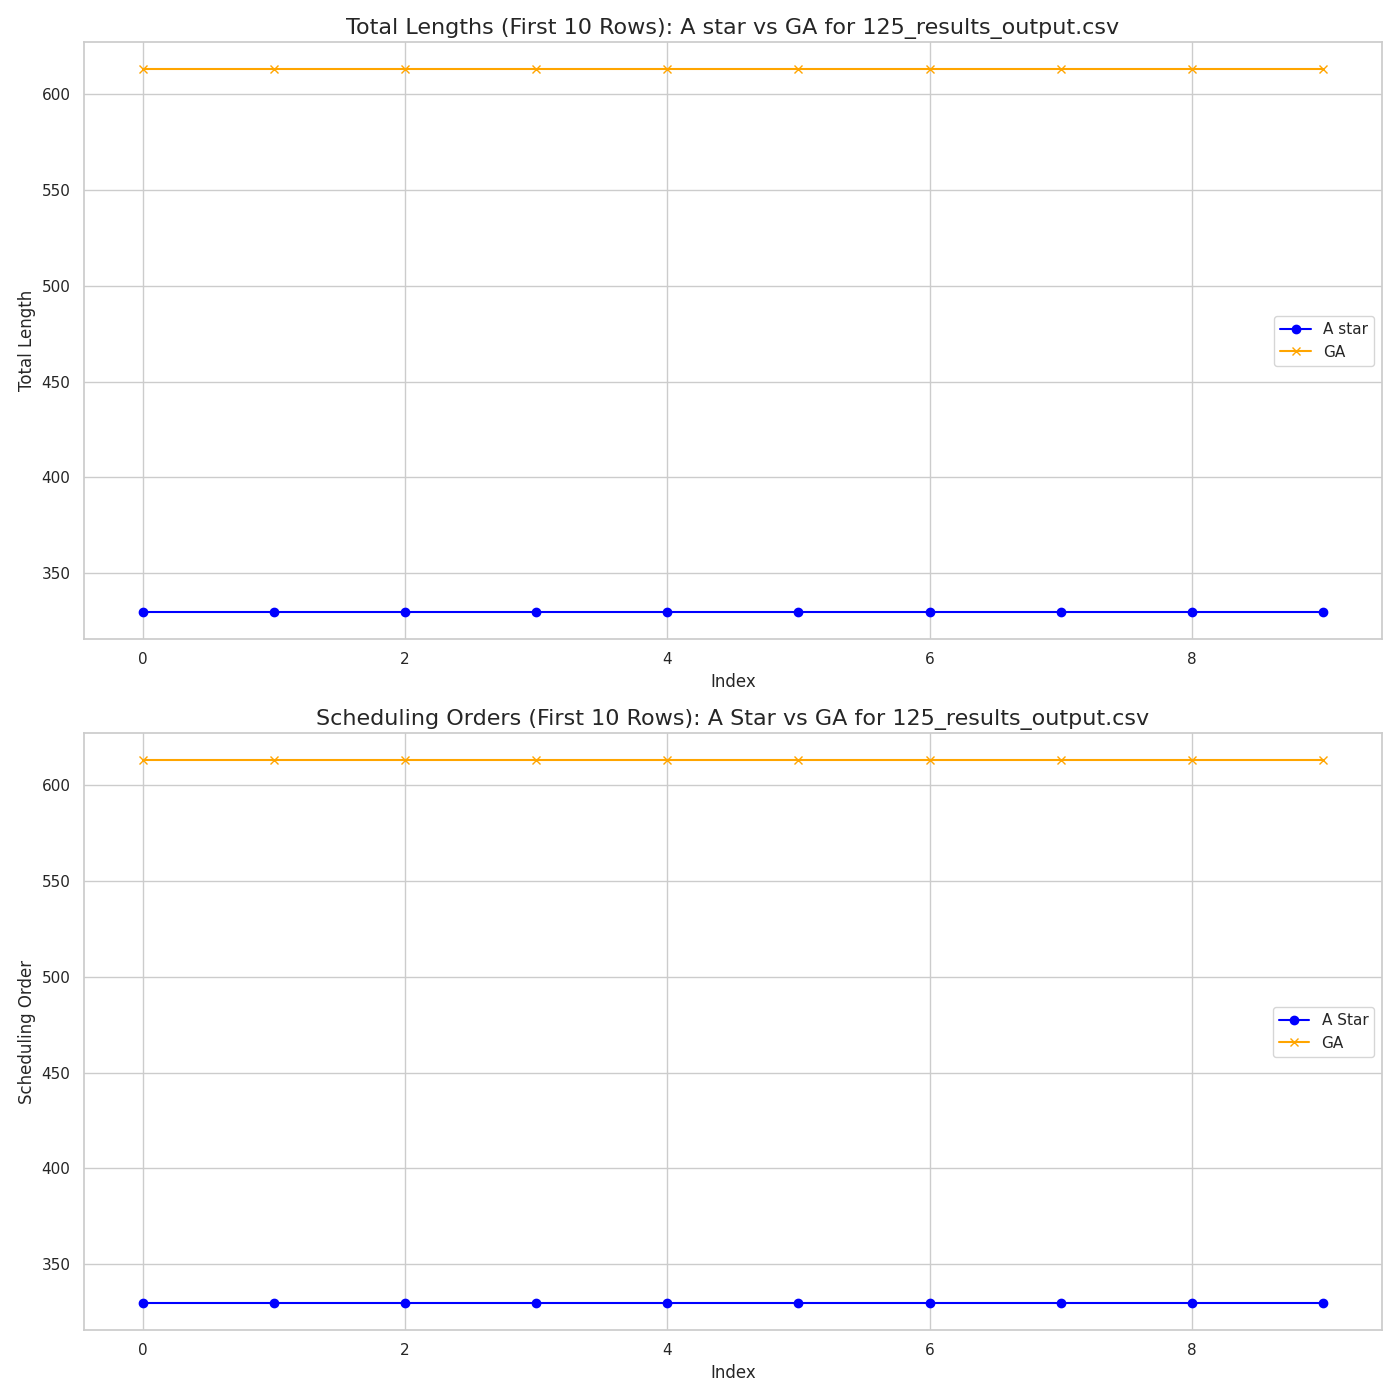 Total Lengths (First 10 Rows): A star vs GA for 125_results_output.csv
600
550
500
450
400
350
Total Length
A star
GA
0 2 4 6 8
Index
Scheduling Orders (First 10 Rows): A Star vs GA for 125_results_output.csv
600
550
500
450
400
350
Scheduling Order
A Star
GA
0 2 4 6 8
Index